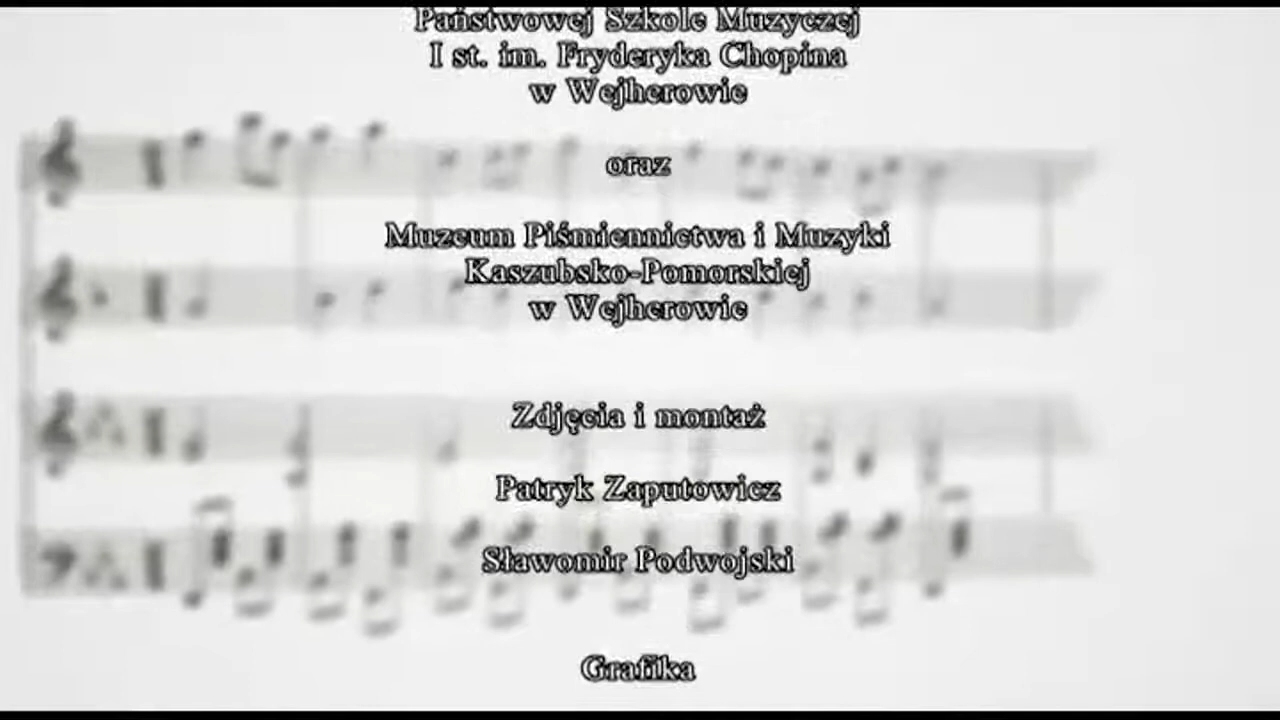 Państwowej Szkole Muzyczej
I st. im. Fryderyka Chopina
w Wejherowie
oraz
Muzeum Piśmiennictwa i Muzyki
Kaszubsko-Pomorskiej
w Wejherowie
Zdjęcia i montaż
Patryk Zaputowicz
Sławomir Podwojski
Grafika